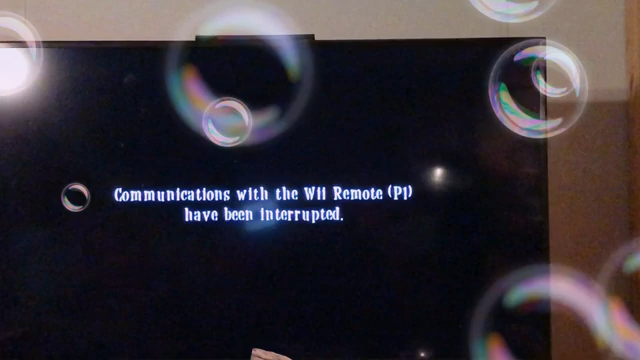 Communications with the Wii Remote (P1)
have been interrupted.